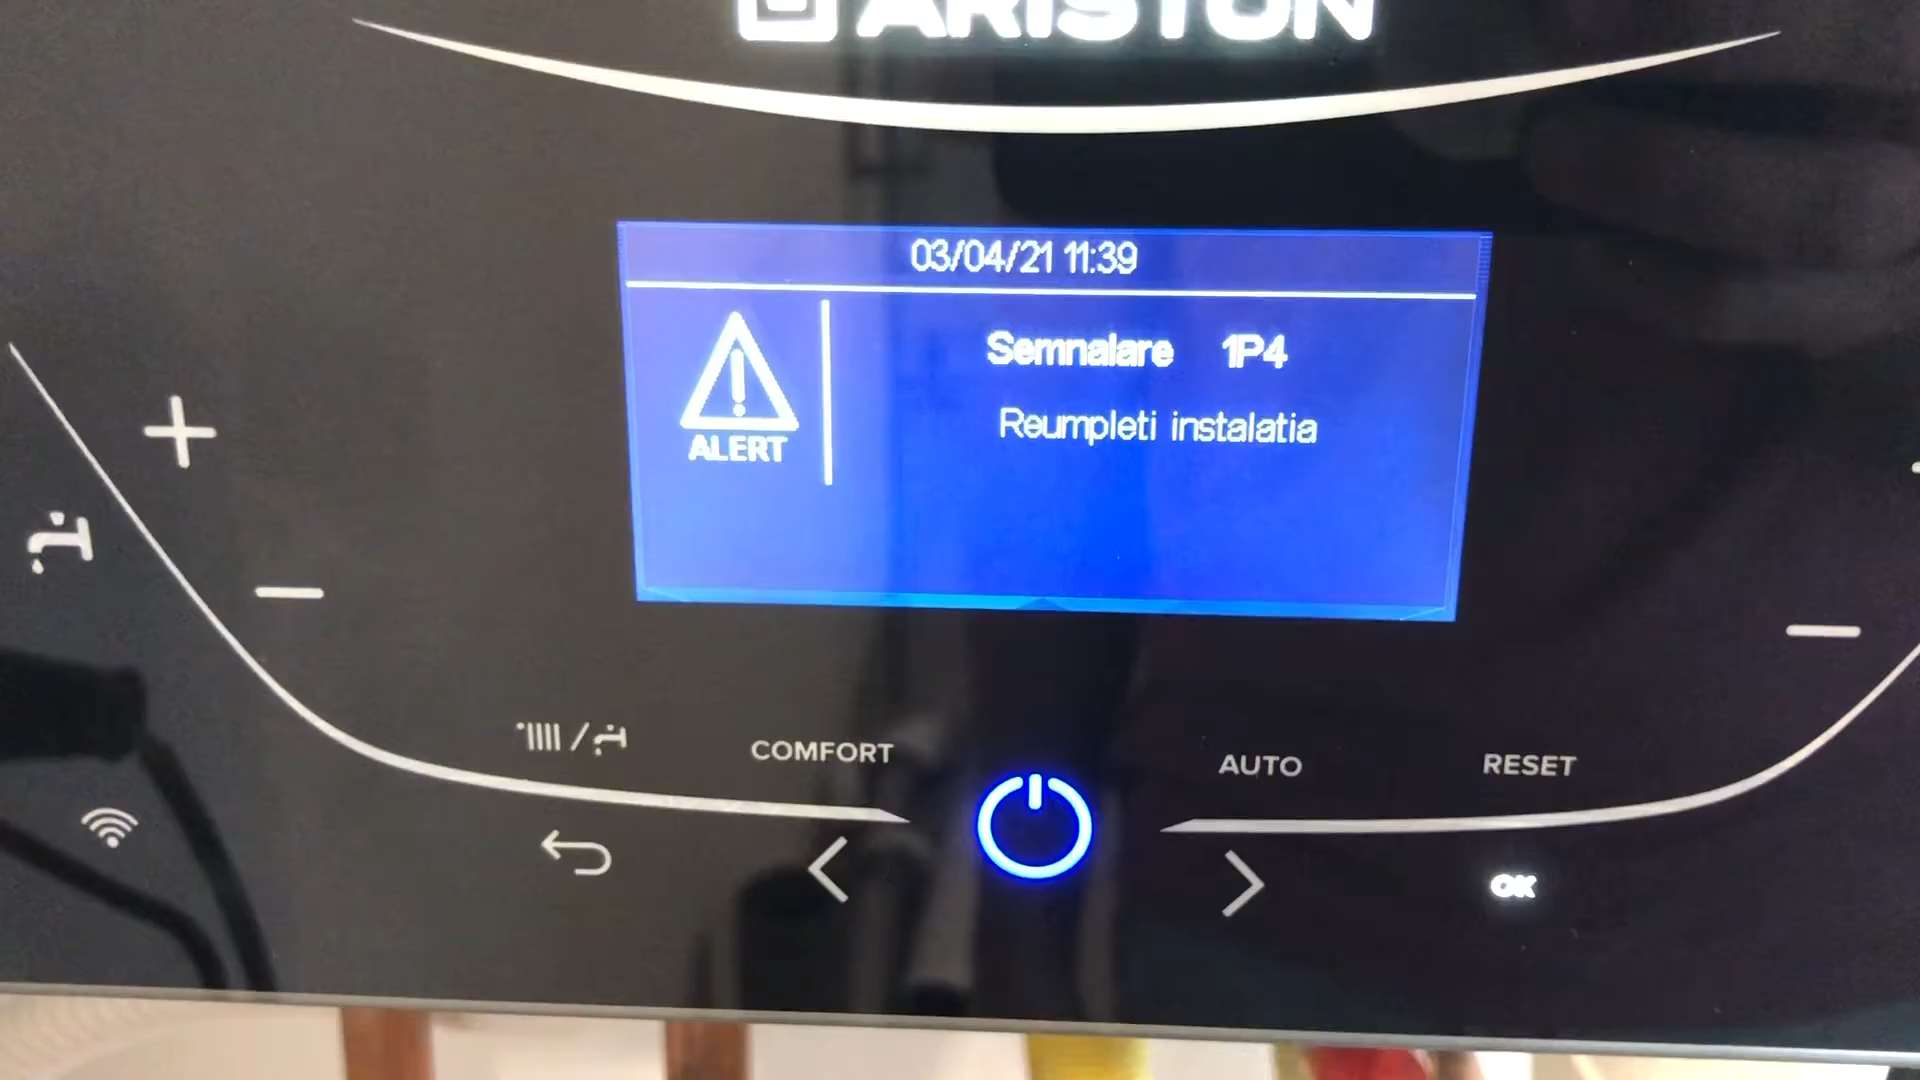 ARISTON
03/04/21 11:39
Semnalare 1P4
Reumpleti instalatia
ALERT
COMFORT
AUTO
RESET
OK